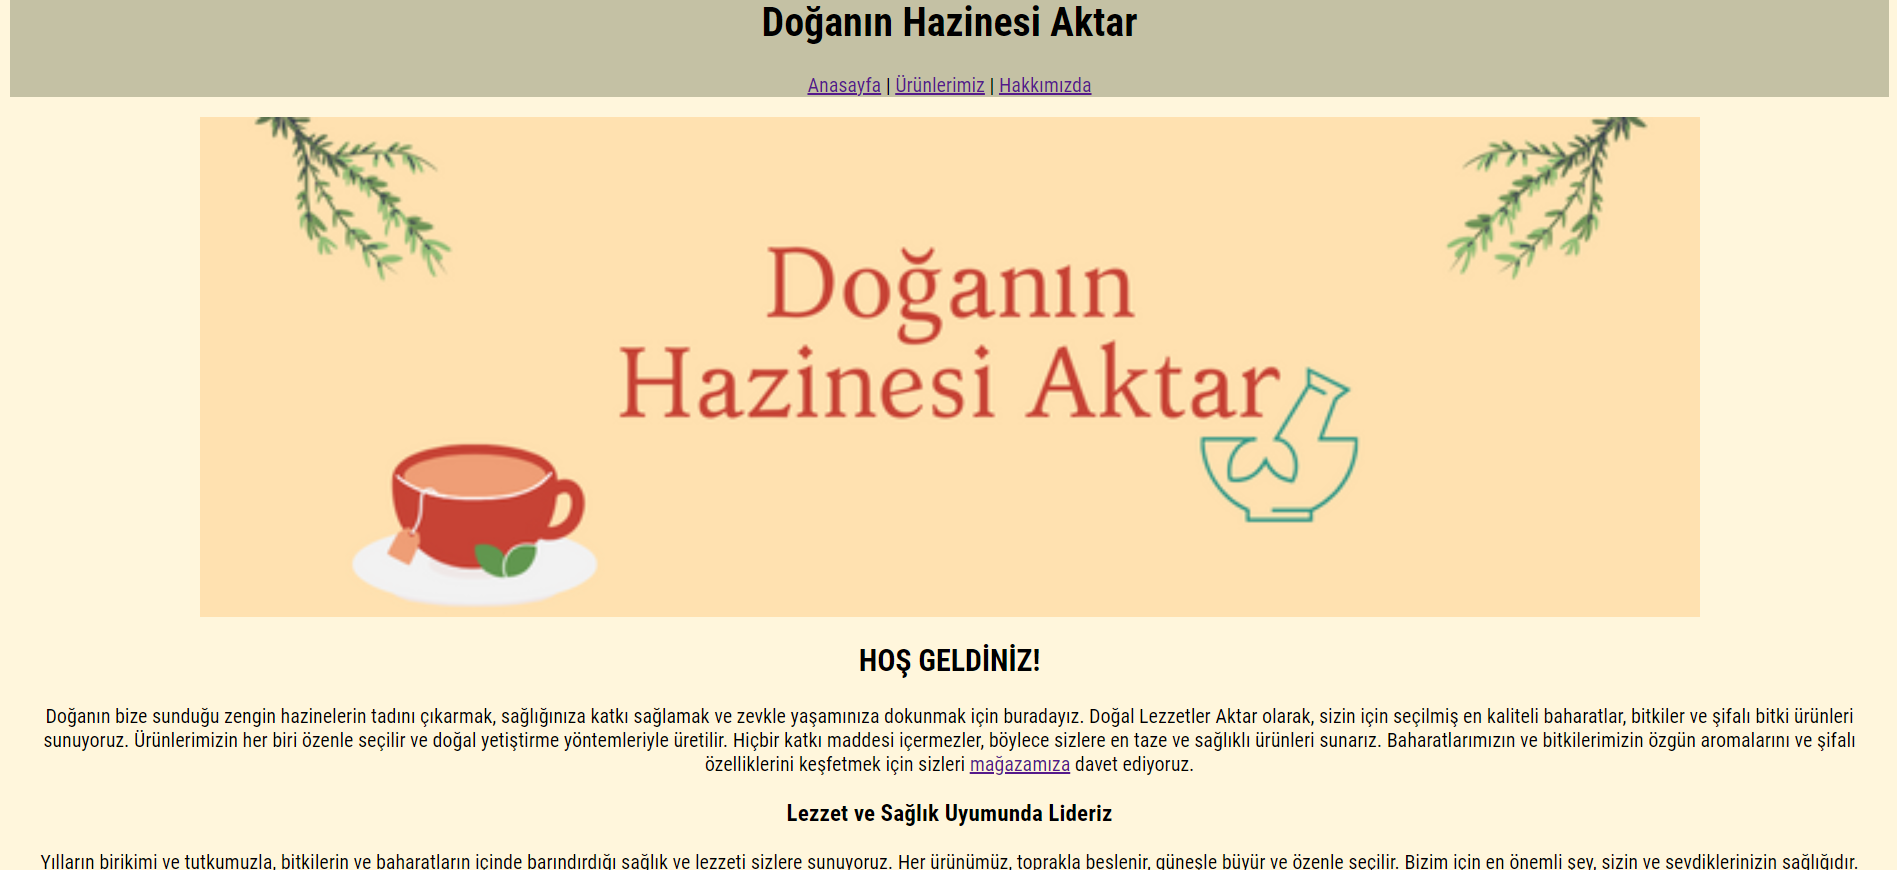 Doğanın Hazinesi Aktar
Anasayfa | Ürünlerimiz | Hakkımızda
Doğanın
Hazinesi Aktar
HOŞ GELDİNİZ!
Doğanın bize sunduğu zengin hazinelerin tadını çıkarmak, sağlığınıza katkı sağlamak ve zevkle yaşamınıza dokunmak için buradayız. Doğal Lezzetler Aktar olarak, sizin için seçilmiş en kaliteli baharatlar, bitkiler ve şifalı bitki ürünleri
sunuyoruz. Ürünlerimizin her biri özenle seçilir ve doğal yetiştirme yöntemleriyle üretilir. Hiçbir katkı maddesi içermezler, böylece sizlere en taze ve sağlıklı ürünleri sunarız. Baharatlarımızın ve bitkilerimizin özgün aromalarını ve şifalı
özelliklerini keşfetmek için sizleri mağazamıza davet ediyoruz.
Lezzet ve Sağlık Uyumunda Lideriz
Yılların birikimi ve tutkumuzla, bitkilerin ve baharatların içinde barındırdığı sağlık ve lezzeti sizlere sunuyoruz. Her ürünümüz, toprakla beslenir, güneşle büyür ve özenle seçilir. Bizim için en önemli şey, sizin ve sevdiklerinizin sağlığıdır.